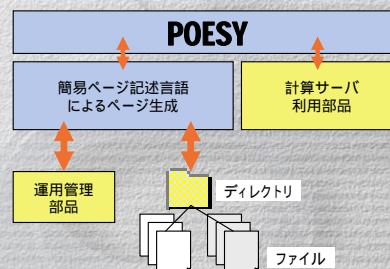 POESY
簡易ページ記述言語
によるページ生成
計算サーバ
利用部品
運用管理
部品
ディレクトリ
ファイル